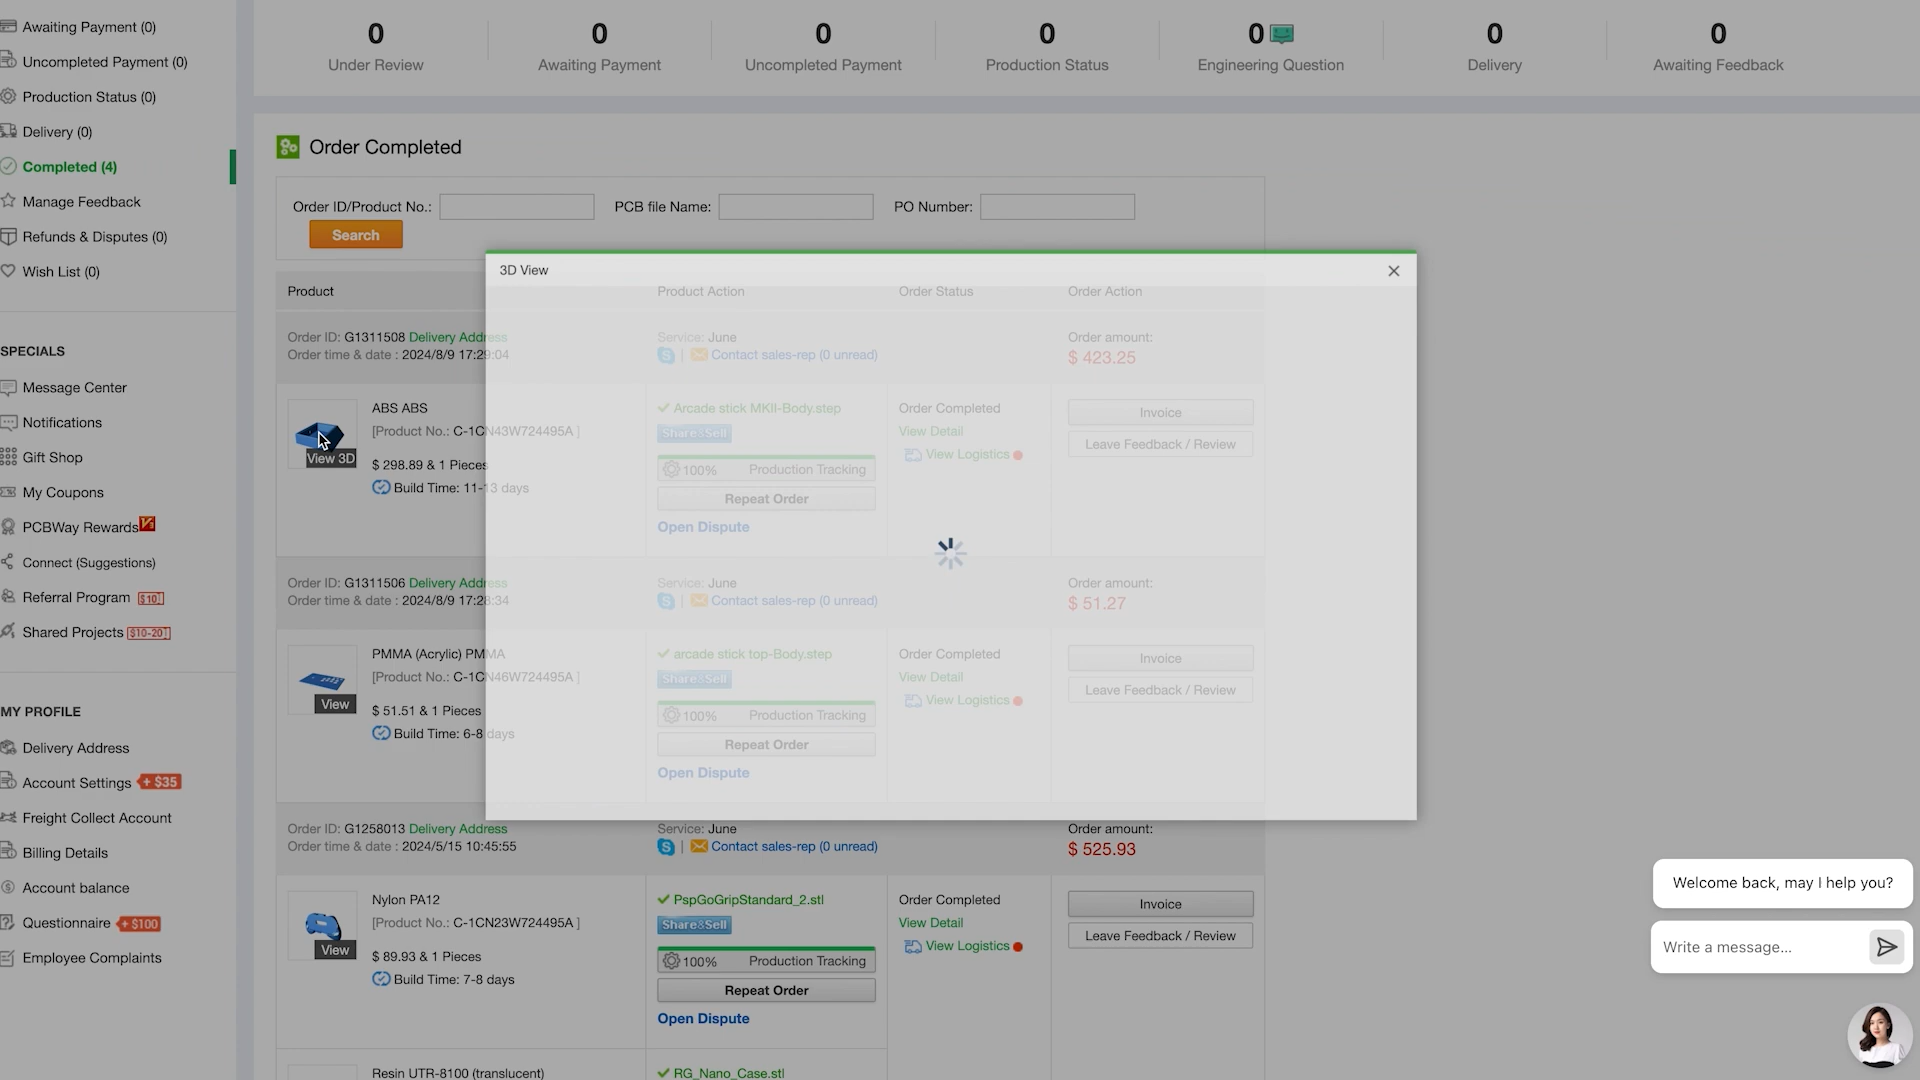 Awaiting Payment (0)
Uncompleted Payment (0)
Production Status (0)
Delivery (0)
Completed (4)
Manage Feedback
Refunds & Disputes (0)
Wish List (0)
SPECIALS
Message Center
Notifications
Gift Shop
My Coupons
PCBWay Rewards
Connect (Suggestions)
Referral Program $10
Shared Projects $10-20
MY PROFILE
Delivery Address
Account Settings + $35
Freight Collect Account
Billing Details
Account balance
Questionnaire + $100
Employee Complaints
0 0 0 0 0 0 0
Under Review Awaiting Payment Uncompleted Payment Production Status Engineering Question Delivery Awaiting Feedback
Order Completed
Order ID/Product No.: PCB file Name: PO Number:
Search
3D View
Product Product Action Order Status Order Action
Order ID: G1311508 Delivery Address Service: June Order amount:
Order time & date : 2024/8/9 17:29:04 Contact sales-rep (0 unread) $ 423.25
ABS ABS Arcade stick MKII-Body.step Order Completed Invoice
[Product No.: C-1CN43W724495A ] Share&Sell View Detail Leave Feedback / Review
View 3D
$ 298.89 & 1 Pieces 100% Production Tracking View Logistics
Build Time: 11-13 days Repeat Order
Open Dispute
Order ID: G1311506 Delivery Address Service: June Order amount:
Order time & date : 2024/8/9 17:28:34 Contact sales-rep (0 unread) $ 51.27
PMMA (Acrylic) PMMA arcade stick top-Body.step Order Completed Invoice
[Product No.: C-1CN46W724495A ] Share&Sell View Detail Leave Feedback / Review
View
$ 51.51 & 1 Pieces 100% Production Tracking View Logistics
Build Time: 6-8 days Repeat Order
Open Dispute
Order ID: G1258013 Delivery Address Service: June Order amount:
Order time & date : 2024/5/15 10:45:55 Contact sales-rep (0 unread) $ 525.93
Nylon PA12 PspGoGripStandard_2.stl Order Completed Invoice
[Product No.: C-1CN23W724495A ] Share&Sell View Detail Leave Feedback / Review
View
$ 89.93 & 1 Pieces 100% Production Tracking View Logistics
Build Time: 7-8 days Repeat Order
Open Dispute
Resin UTR-8100 (translucent) RG_Nano_Case.stl
Welcome back, may I help you?
Write a message...